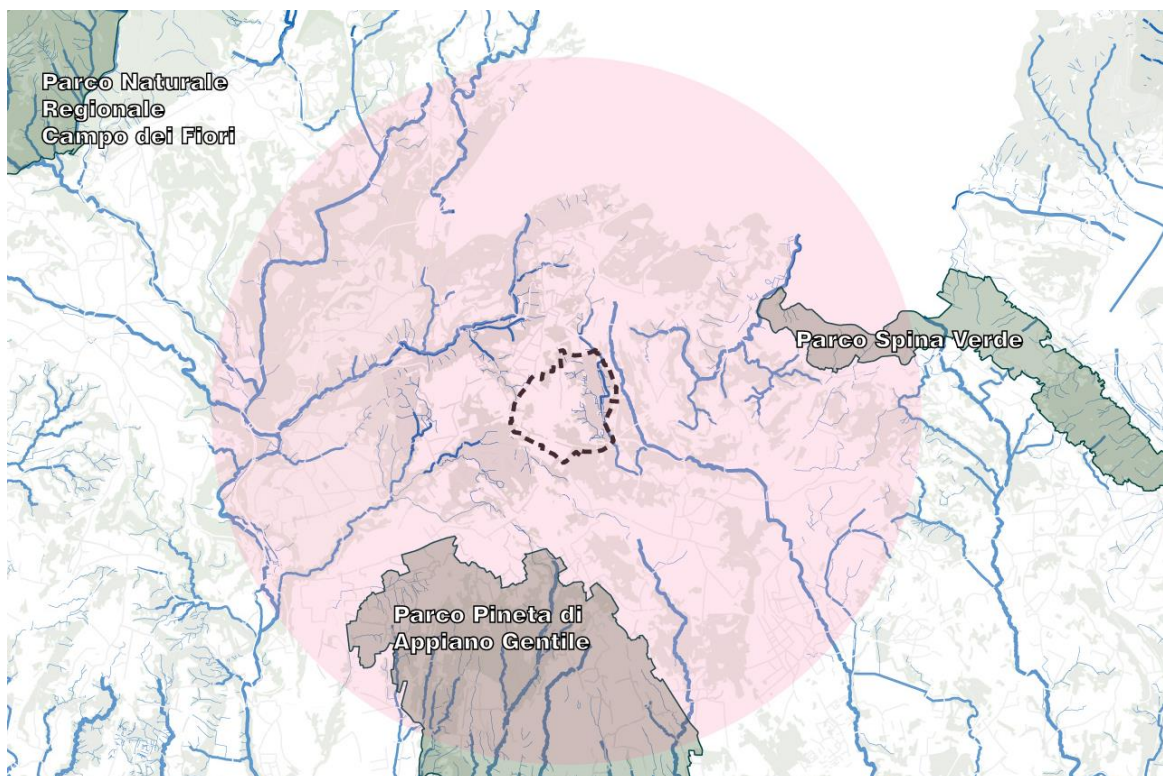 Parco Naturale
Regionale
Campo dei Fiori
Parco Spina Verde
Parco Pineta di
Appiano Gentile